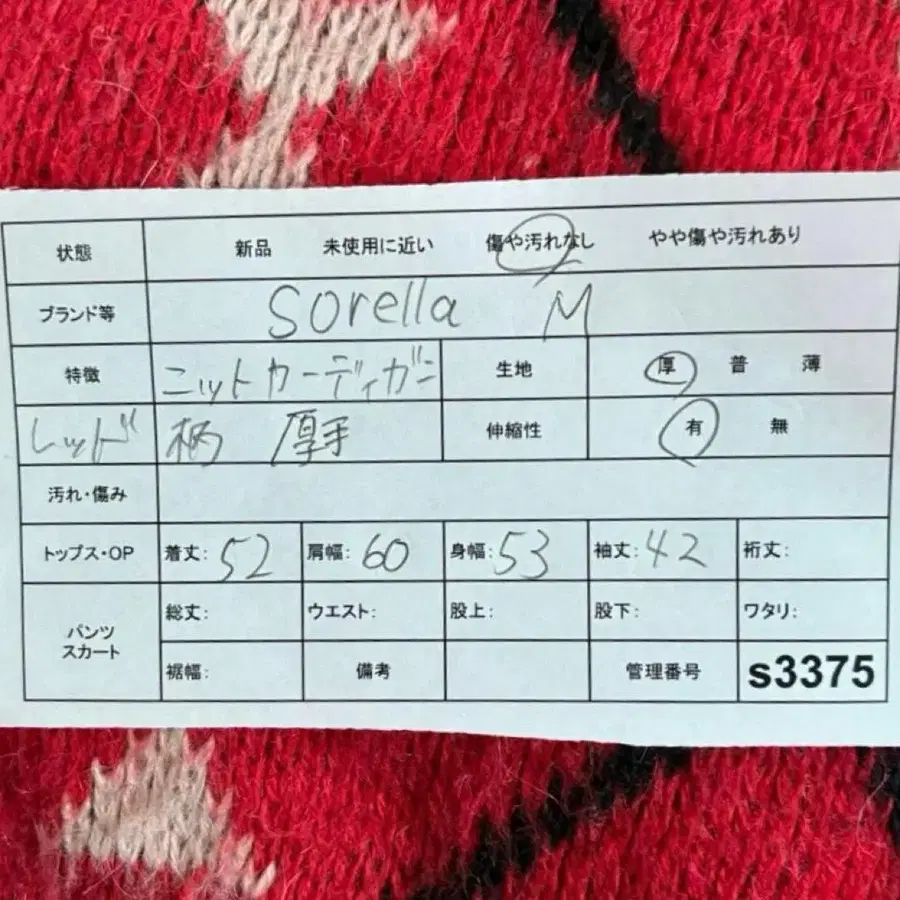 状態 新品 未使用に近い 傷や汚れなし やや傷や汚れあり
ブランド等 Sorella M
特徴 ニットカーディガン 生地 厚 普 薄
レッド 柄 厚手 伸縮性 有 無
汚れ・傷み
トップス・OP 着丈: 52 肩幅: 60 身幅: 53 袖丈: 42 裄丈:
パンツ スカート 総丈: ウエスト: 股上: 股下: ワタリ:
裾幅: 備考 管理番号 s3375